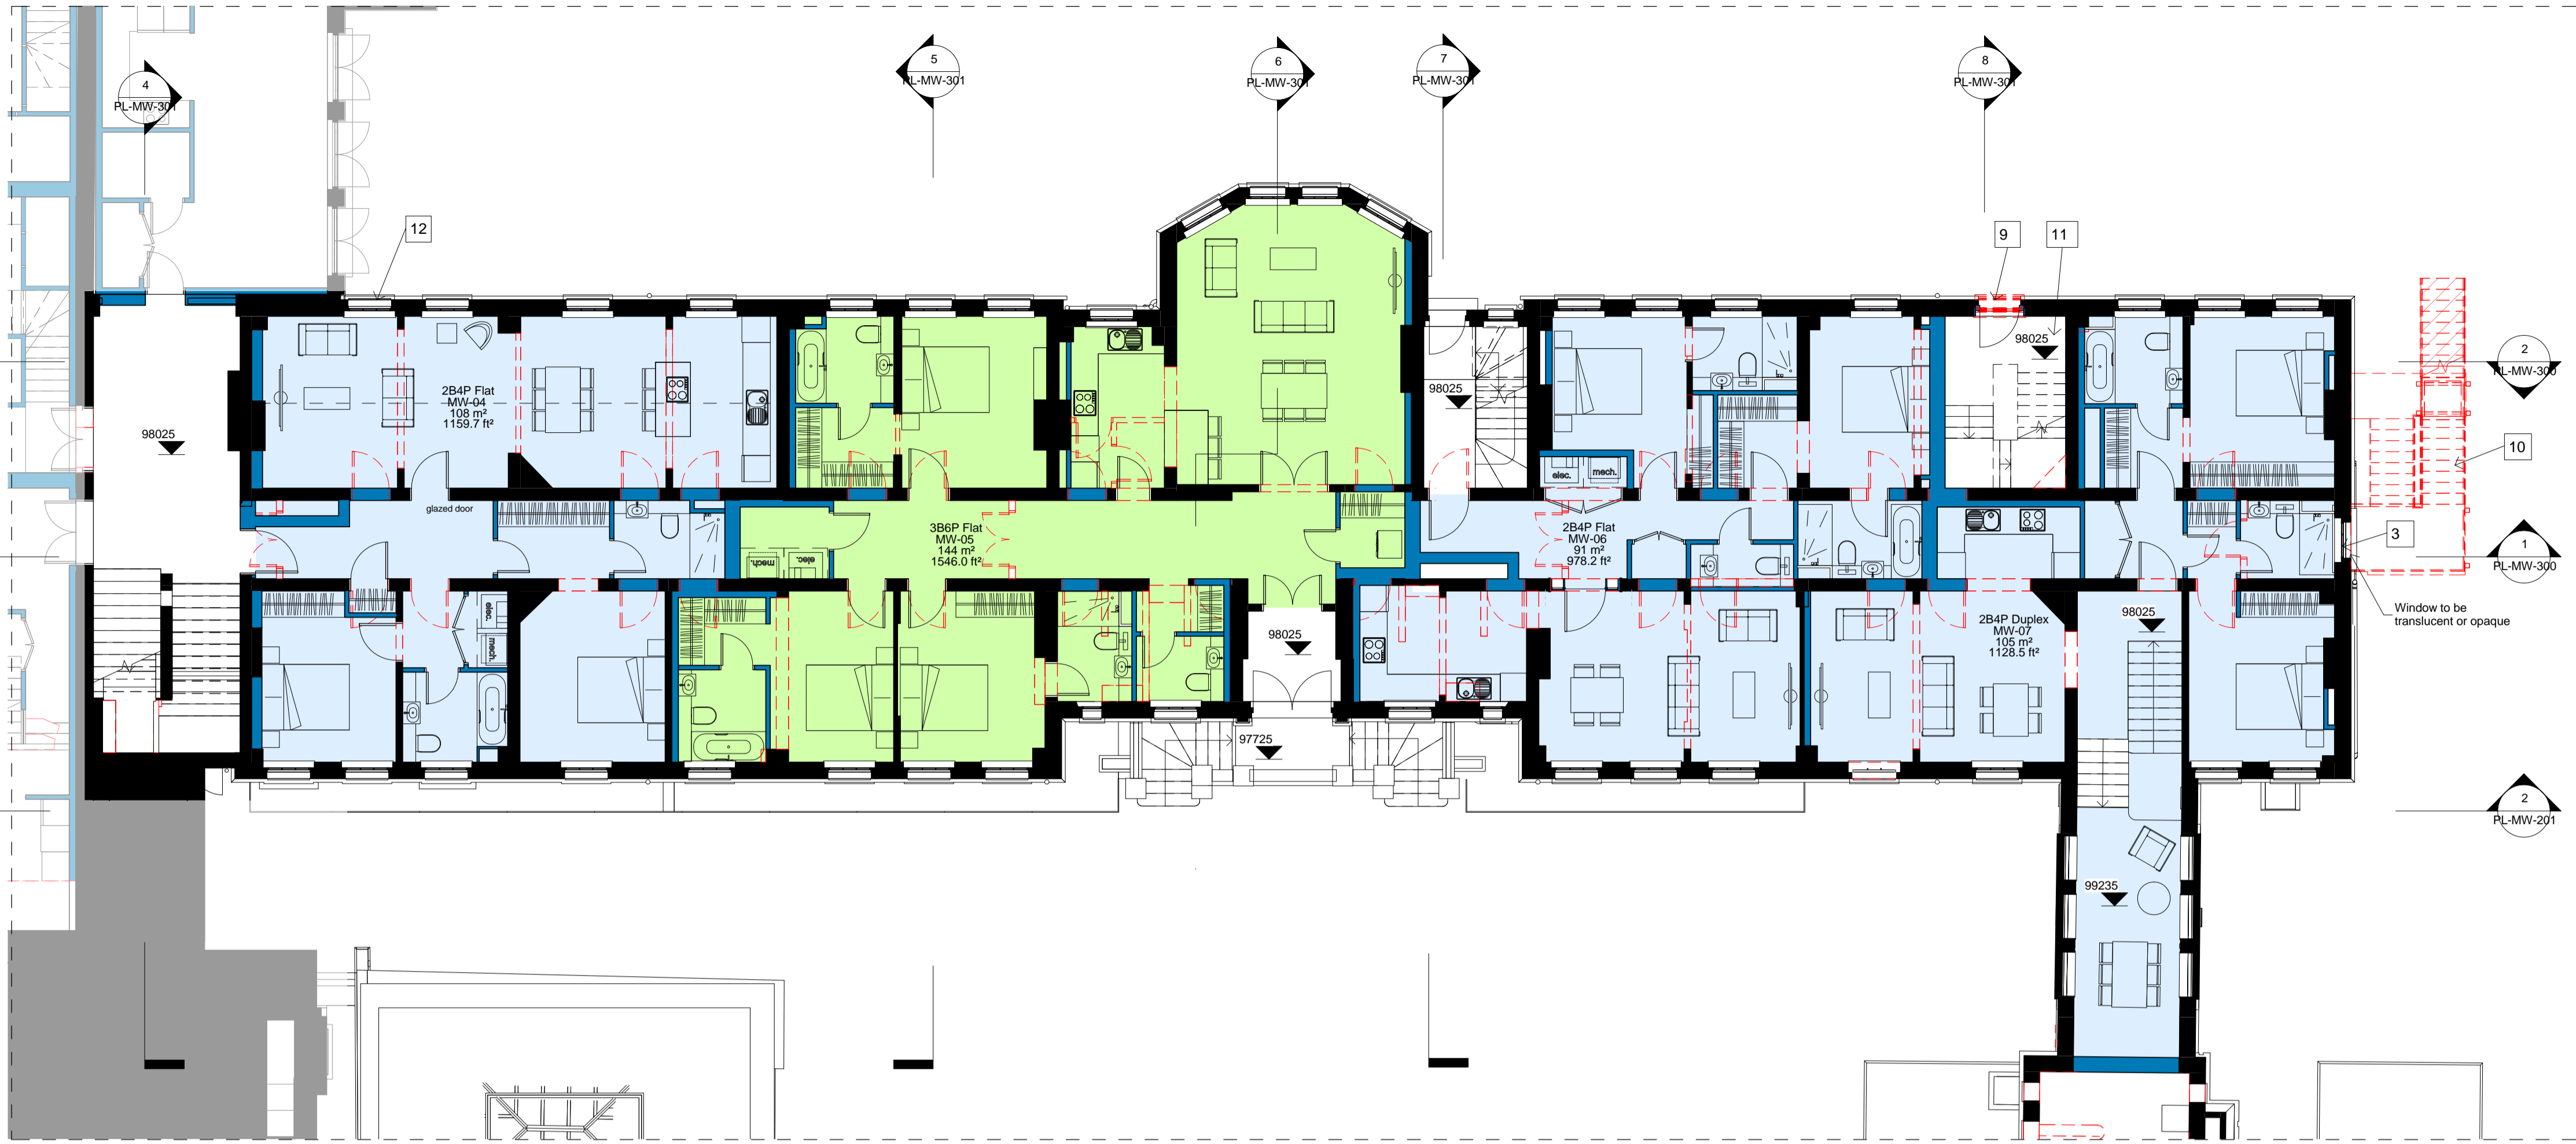 4
PL-MW-301
5
PL-MW-301
6
PL-MW-301
7
PL-MW-301
8
PL-MW-301
12
9
11
98025
98025
98025
2
PL-MW-300
2B4P Flat
MW-04
108 m²
1159.7 ft²
10
elec.
mech.
glazed door
3B6P Flat
MW-05
144 m²
1546.0 ft²
2B4P Flat
MW-06
91 m²
978.2 ft²
mech.
elec.
3
1
PL-MW-300
elec.
mech.
Window to be
translucent or opaque
98025
98025
2B4P Duplex
MW-07
105 m²
1128.5 ft²
97725
2
PL-MW-201
99235